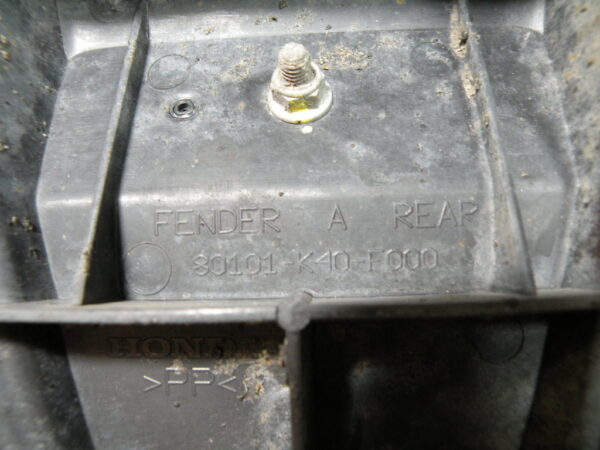 FENDER A REAR
80101-K40-F000
HONDA
>PP<